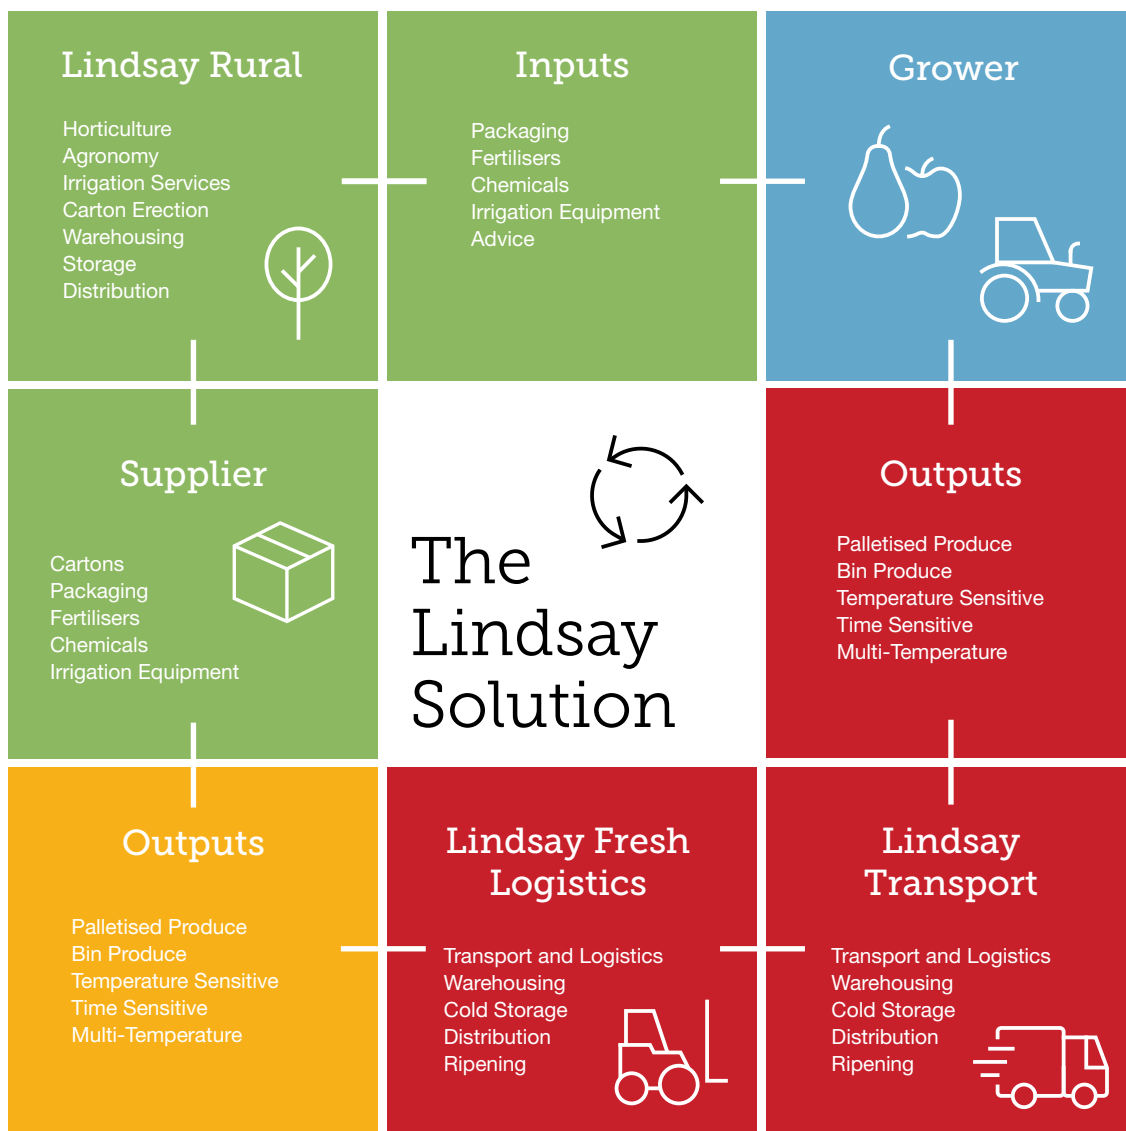 Lindsay Rural
Horticulture
Agronomy
Irrigation Services
Carton Erection
Warehousing
Storage
Distribution
Inputs
Packaging
Fertilisers
Chemicals
Irrigation Equipment
Advice
Grower
Supplier
Cartons
Packaging
Fertilisers
Chemicals
Irrigation Equipment
The
Lindsay
Solution
Outputs
Palletised Produce
Bin Produce
Temperature Sensitive
Time Sensitive
Multi-Temperature
Outputs
Palletised Produce
Bin Produce
Temperature Sensitive
Time Sensitive
Multi-Temperature
Lindsay Fresh
Logistics
Transport and Logistics
Warehousing
Cold Storage
Distribution
Ripening
Lindsay
Transport
Transport and Logistics
Warehousing
Cold Storage
Distribution
Ripening